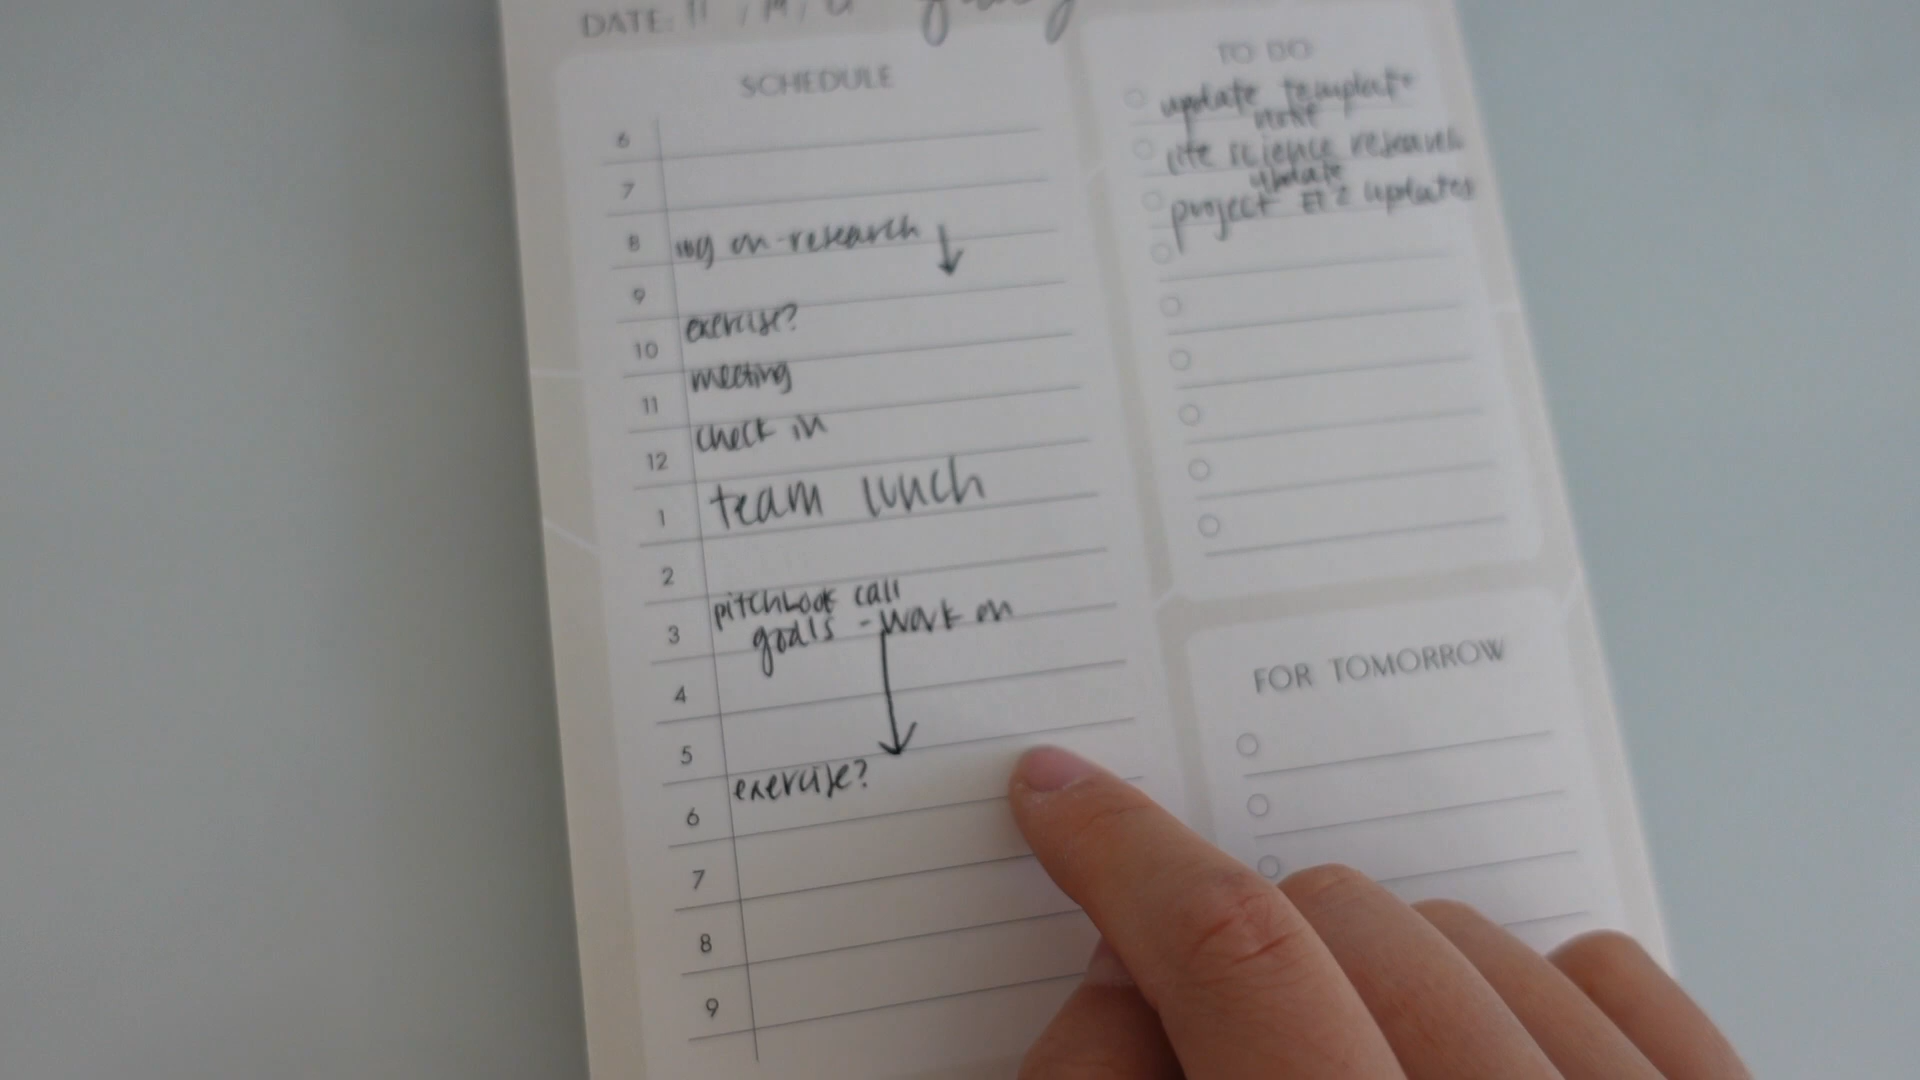 DATE: 11
SCHEDULE
6
7
8 log on - research
9
exercise?
10
meeting
11
check in
12
team lunch
1
2
pitchbook call
3 goals - work on
4
5
exercise?
6
7
8
9
TO DO
update template
note
life science research
update
project updates
FOR TOMORROW